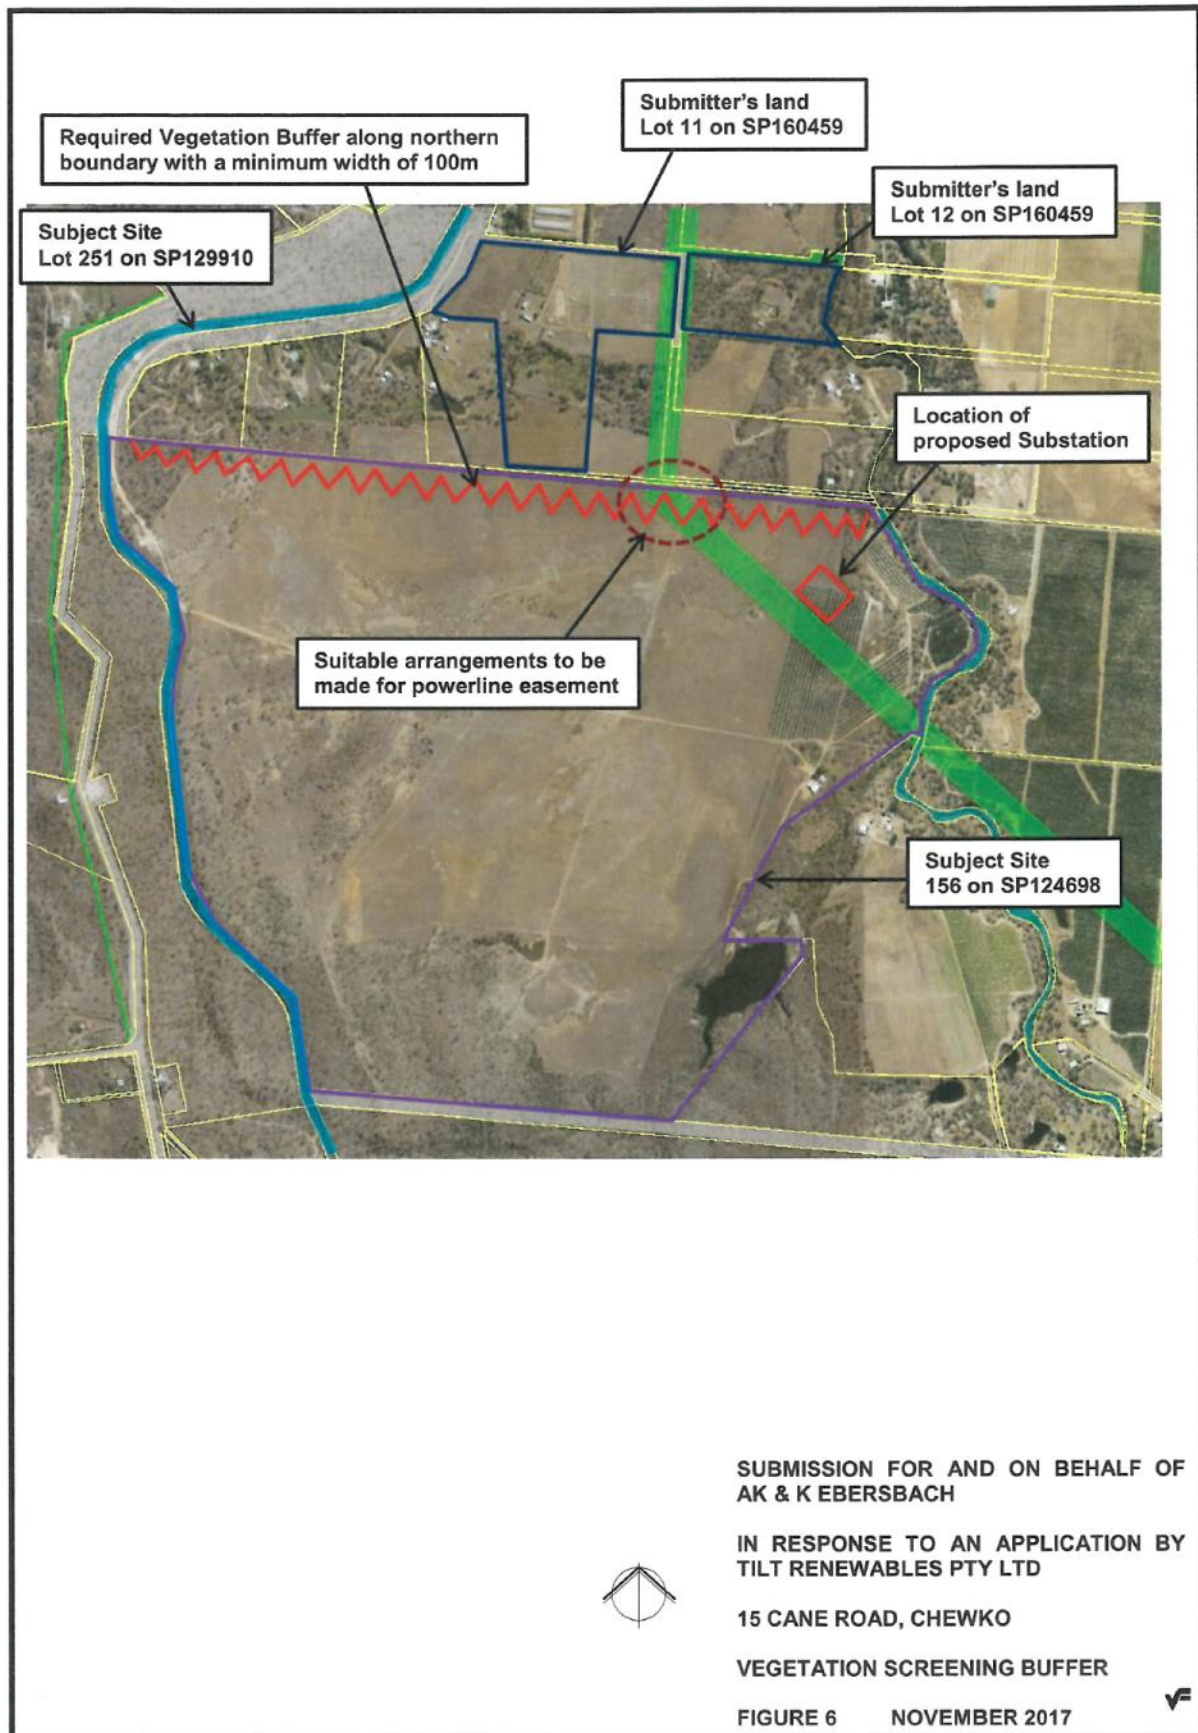 Submitter's land
Lot 11 on SP160459
Required Vegetation Buffer along northern
boundary with a minimum width of 100m
Submitter's land
Lot 12 on SP160459
Subject Site
Lot 251 on SP129910
Location of
proposed Substation
Suitable arrangements to be
made for powerline easement
Subject Site
156 on SP124698
SUBMISSION FOR AND ON BEHALF OF
AK & K EBERSBACH
IN RESPONSE TO AN APPLICATION BY
TILT RENEWABLES PTY LTD
15 CANE ROAD, CHEWKO
VEGETATION SCREENING BUFFER
FIGURE 6 NOVEMBER 2017